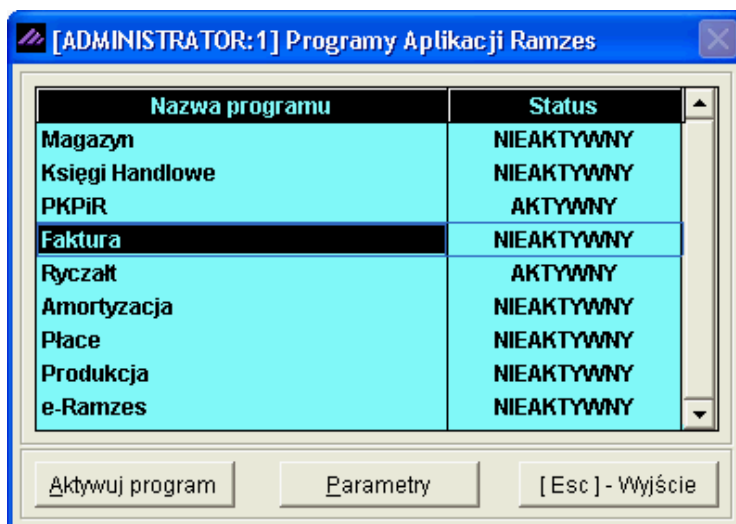 [ADMINISTRATOR:1] Programy Aplikacji Ramzes
Nazwa programu Status
Magazyn NIEAKTYWNY
Księgi Handlowe NIEAKTYWNY
PKPiR AKTYWNY
Faktura NIEAKTYWNY
Ryczałt AKTYWNY
Amortyzacja NIEAKTYWNY
Płace NIEAKTYWNY
Produkcja NIEAKTYWNY
e-Ramzes NIEAKTYWNY
Aktywuj program Parametry [ Esc ] - Wyjście